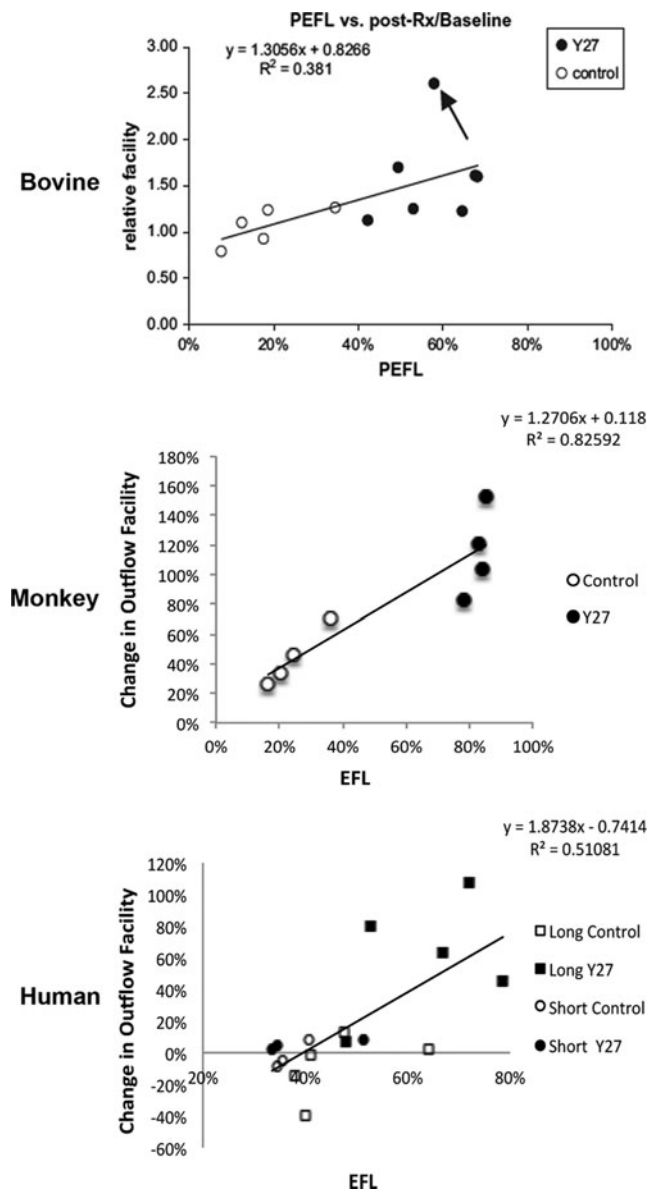 PEFL vs. post-Rx/Baseline
y = 1.3056x + 0.8266
R² = 0.381
Y27
control
Bovine
relative facility
3.00
2.50
2.00
1.50
1.00
0.50
0.00
0% 20% 40% 60% 80% 100%
PEFL
y = 1.2706x + 0.118
R² = 0.82592
Monkey
Change in Outflow Facility
180%
160%
140%
120%
100%
80%
60%
40%
20%
0%
0% 20% 40% 60% 80% 100%
EFL
Control
Y27
y = 1.8738x - 0.7414
R² = 0.51081
Human
Change in Outflow Facility
120%
100%
80%
60%
40%
20%
0%
-20%
-40%
-60%
20% 40% 60% 80%
EFL
Long Control
Long Y27
Short Control
Short Y27